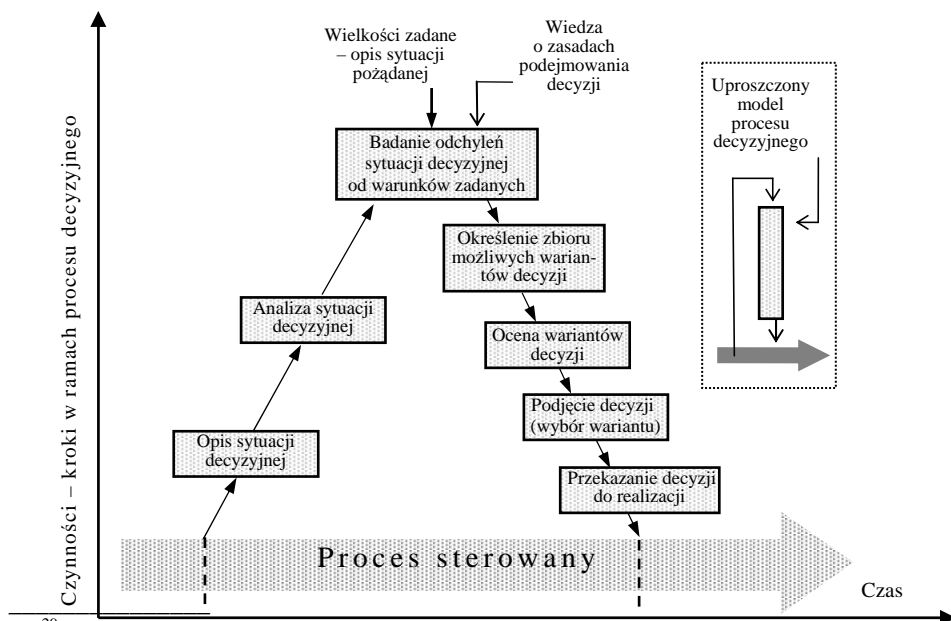 Czynności – kroki w ramach procesu decyzyjnego
Wielkości zadane
– opis sytuacji
pożądanej
Wiedza
o zasadach
podejmowania
decyzji
Badanie odchyleń
sytuacji decyzyjnej
od warunków zadanych
Określenie zbioru
możliwych warian-
tów decyzji
Analiza sytuacji
decyzyjnej
Ocena wariantów
decyzji
Podjęcie decyzji
(wybór wariantu)
Opis sytuacji
decyzyjnej
Przekazanie decyzji
do realizacji
Proces sterowany
Czas
Uproszczony
model
procesu
decyzyjnego